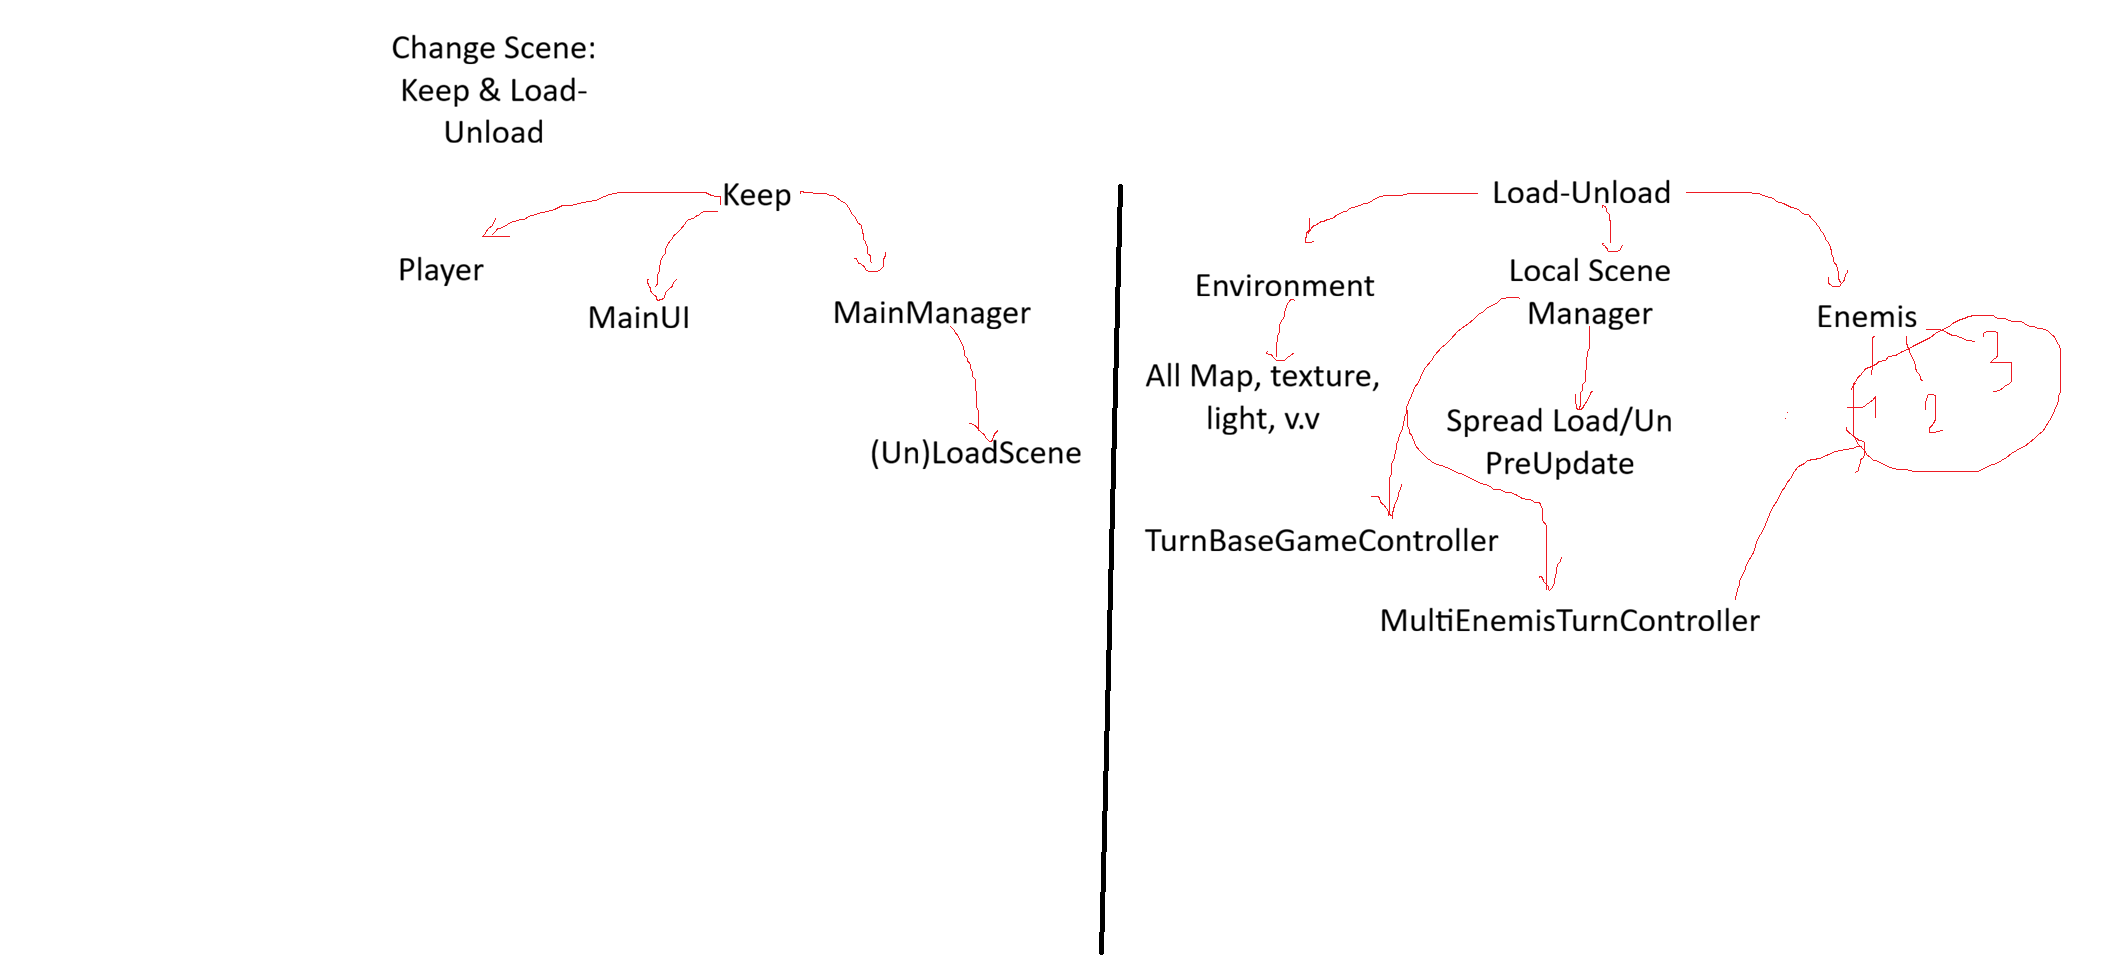 Change Scene:
Keep & Load-
Unload
Keep
Player
MainUI
MainManager
(Un)LoadScene
Load-Unload
Environment
All Map, texture,
light, v.v
Local Scene
Manager
Spread Load/Un
PreUpdate
TurnBaseGameController
MultiEnemisTurnController
Enemis
1
2
3